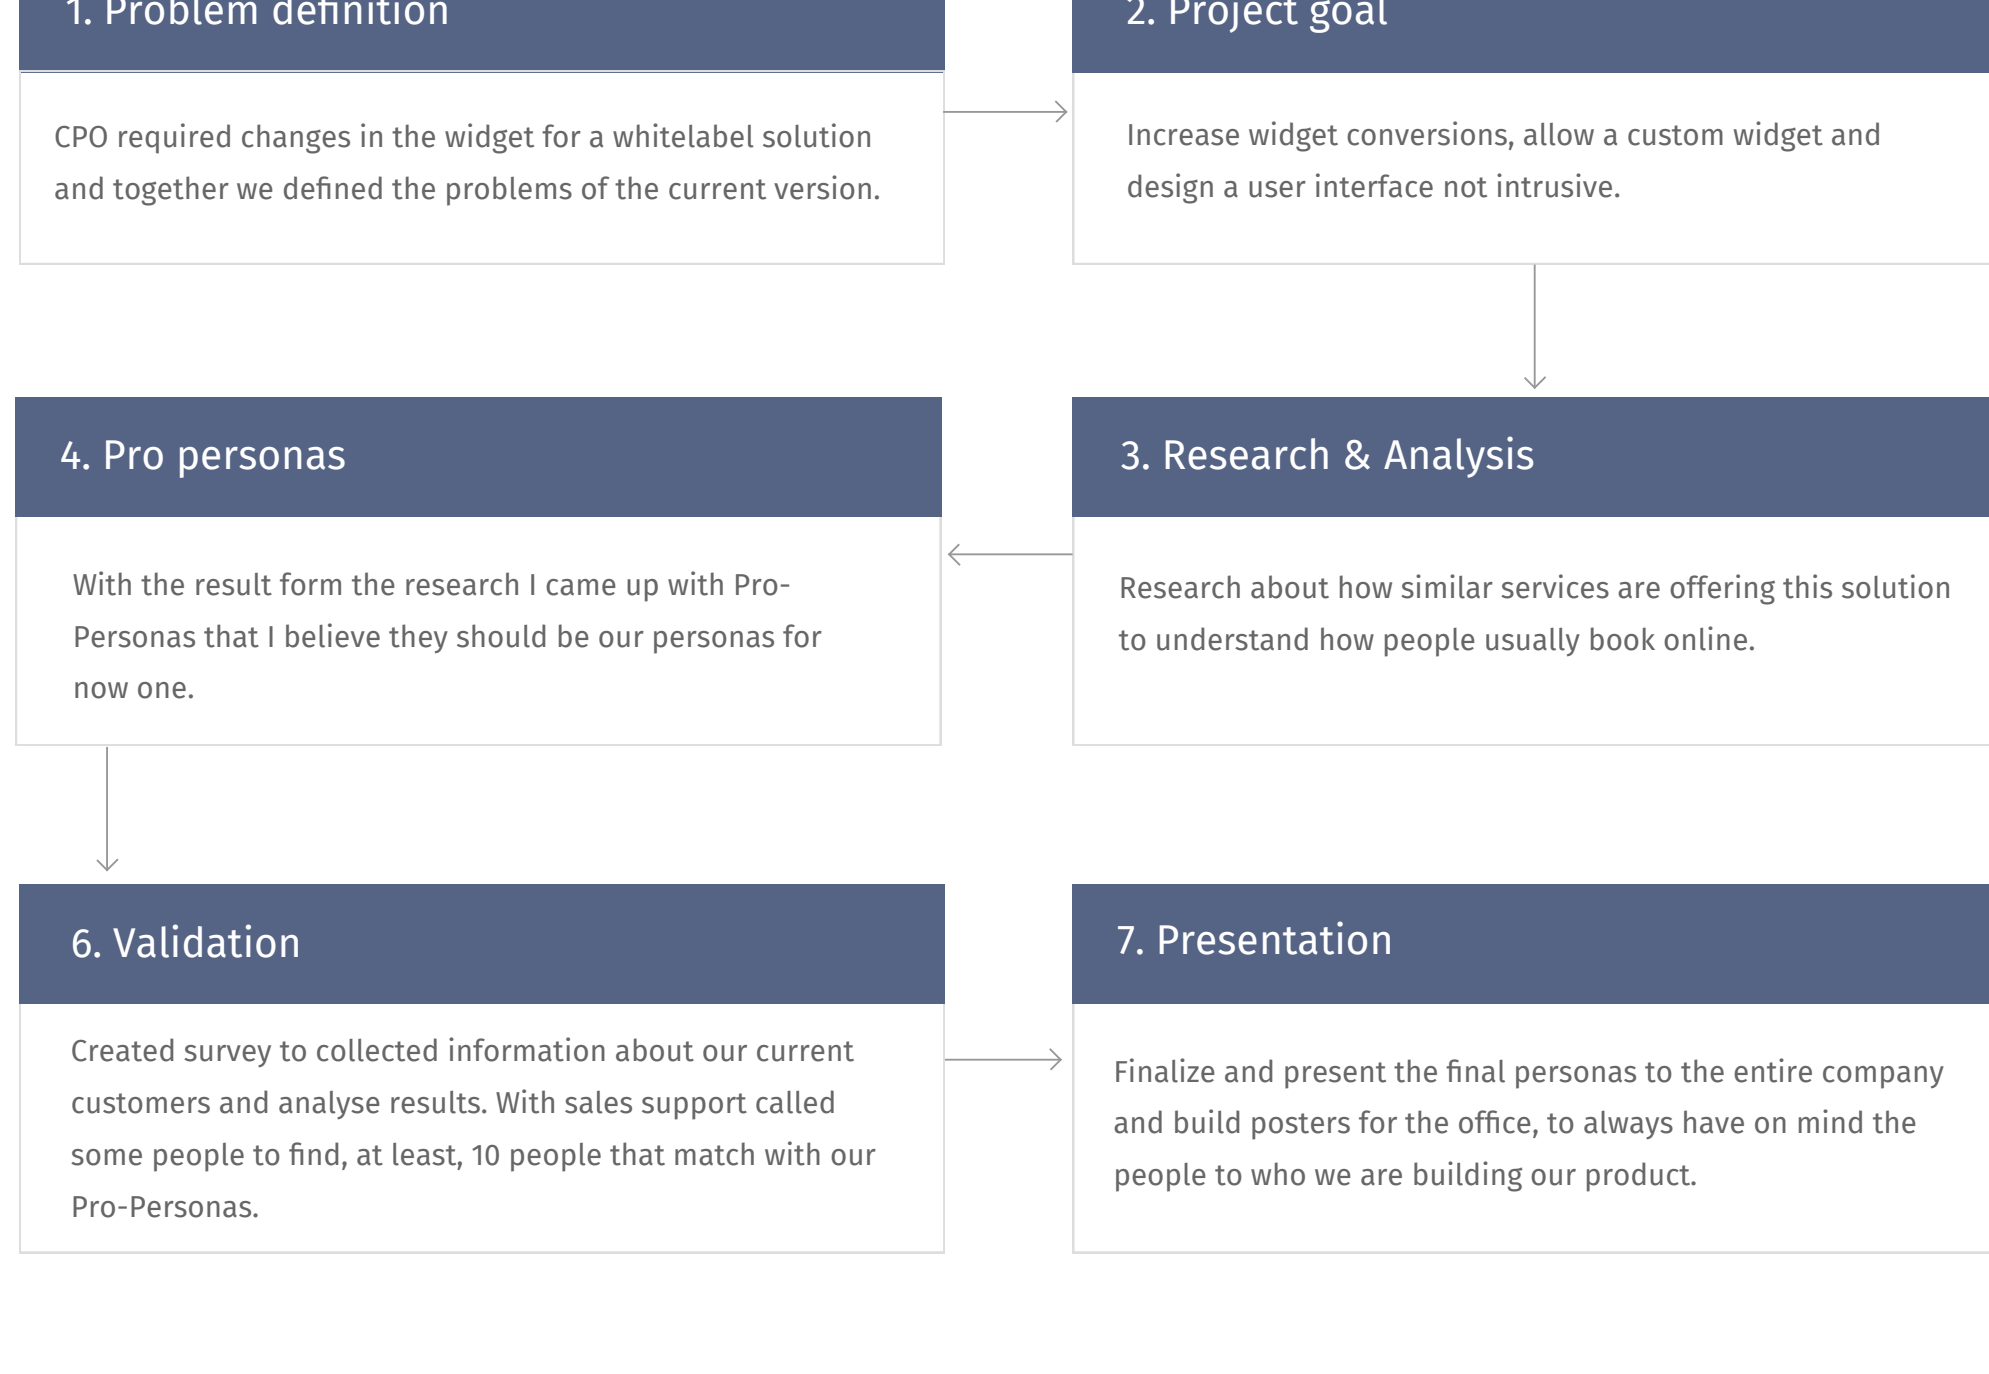 1. Problem definition
CPO required changes in the widget for a whitelabel solution
and together we defined the problems of the current version.
2. Project goal
Increase widget conversions, allow a custom widget and
design a user interface not intrusive.
3. Research & Analysis
Research about how similar services are offering this solution
to understand how people usually book online.
4. Pro personas
With the result form the research I came up with Pro-
Personas that I believe they should be our personas for
now one.
6. Validation
Created survey to collected information about our current
customers and analyse results. With sales support called
some people to find, at least, 10 people that match with our
Pro-Personas.
7. Presentation
Finalize and present the final personas to the entire company
and build posters for the office, to always have on mind the
people to who we are building our product.